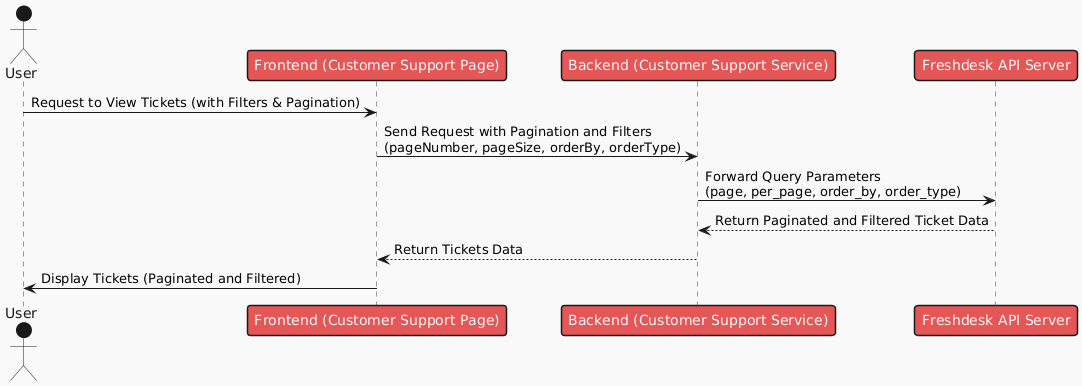 User
Frontend (Customer Support Page)
Backend (Customer Support Service)
Freshdesk API Server
Request to View Tickets (with Filters & Pagination)
Send Request with Pagination and Filters
(pageNumber, pageSize, orderBy, orderType)
Forward Query Parameters
(page, per_page, order_by, order_type)
Return Paginated and Filtered Ticket Data
Return Tickets Data
Display Tickets (Paginated and Filtered)
User
Frontend (Customer Support Page)
Backend (Customer Support Service)
Freshdesk API Server